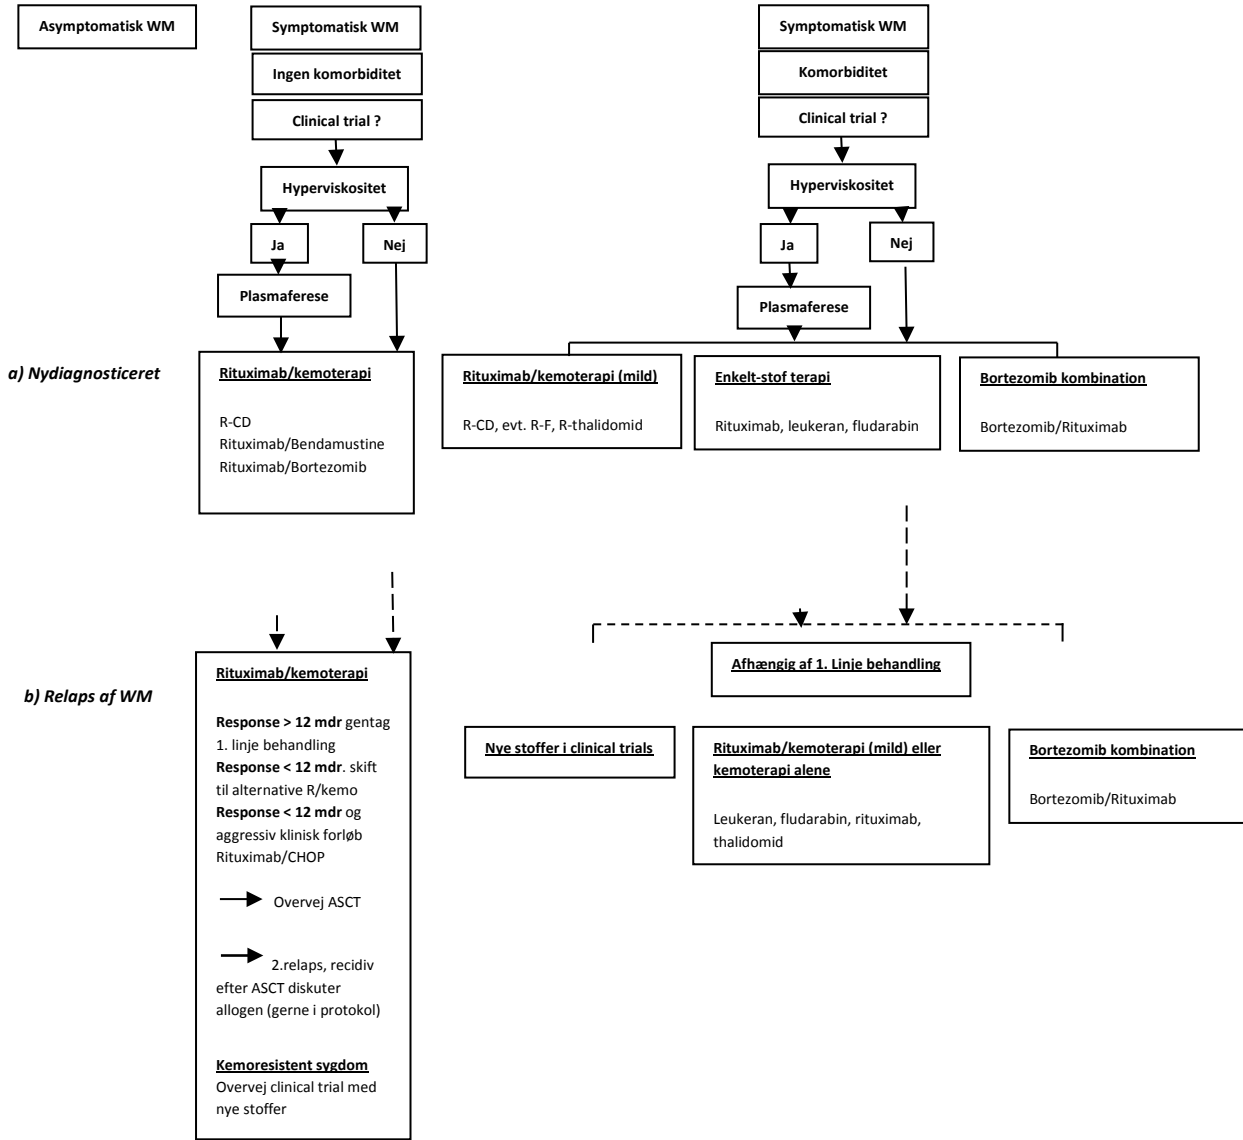 Asymptomatisk WM
Symptomatisk WM
Ingen komorbiditet
Clinical trial ?
Hyperviskositet
Ja
Nej
Plasmaferese
Symptomatisk WM
Komorbiditet
Clinical trial ?
Hyperviskositet
Ja
Nej
Plasmaferese
a) Nydiagnosticeret
Rituximab/kemoterapi
R-CD
Rituximab/Bendamustine
Rituximab/Bortezomib
Rituximab/kemoterapi (mild)
R-CD, evt. R-F, R-thalidomid
Enkelt-stof terapi
Rituximab, leukeran, fludarabin
Bortezomib kombination
Bortezomib/Rituximab
b) Relaps af WM
Rituximab/kemoterapi
Response > 12 mdr gentag
1. linje behandling
Response < 12 mdr. skift
til alternative R/kemo
Response < 12 mdr og
aggressiv klinisk forløb
Rituximab/CHOP
Overvej ASCT
2.relaps, recidiv
efter ASCT diskuter
allogen (gerne i protokol)
Kemoresistent sygdom
Overvej clinical trial med
nye stoffer
Afhængig af 1. Linje behandling
Nye stoffer i clinical trials
Rituximab/kemoterapi (mild) eller
kemoterapi alene
Leukeran, fludarabin, rituximab,
thalidomid
Bortezomib kombination
Bortezomib/Rituximab